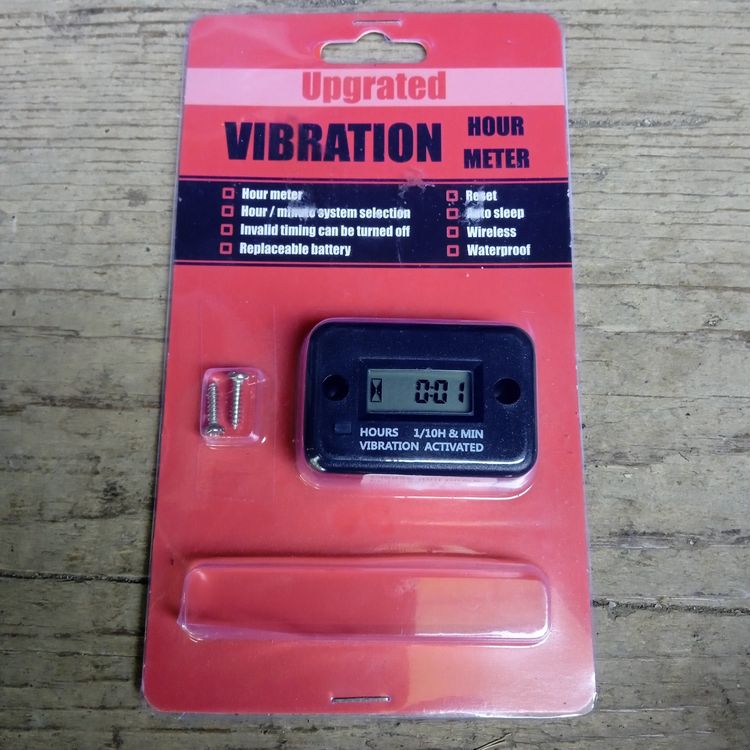 Upgrated
VIBRATION HOUR METER
Hour meter
Hour / minute system selection
Invalid timing can be turned off
Replaceable battery
Reset
Auto sleep
Wireless
Waterproof
0:01
HOURS 1/10H & MIN
VIBRATION ACTIVATED